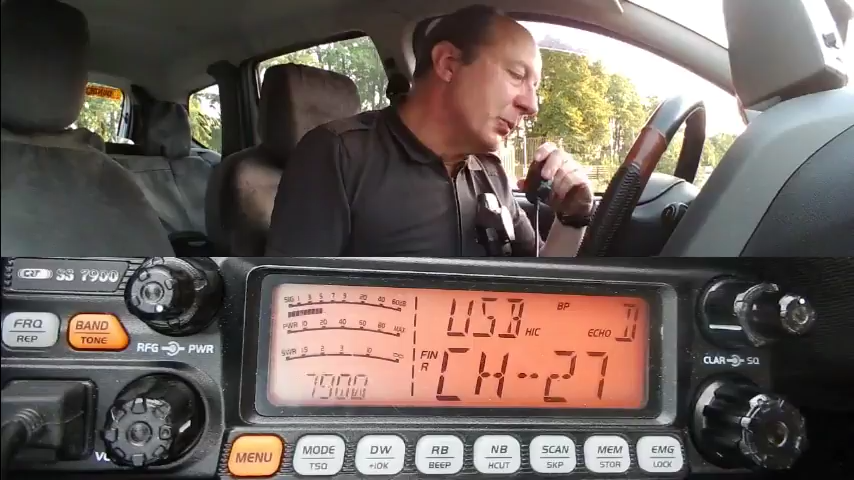 CRT SS 7900
SIG 1 3 5 7 9 20 40 60dB
PWR 10 20 40 60 80 MAX
SWR 1.5 2 3 10 ∞
7900
USB HIC BP ECHO
FIN
R CH-27
FRQ
REP
BAND
TONE
RFG PWR
VOL
CLAR SQ
MENU
MODE
TSQ
DW
+10K
RB
BEEP
NB
HCUT
SCAN
SKP
MEM
STOR
EMG
LOCK